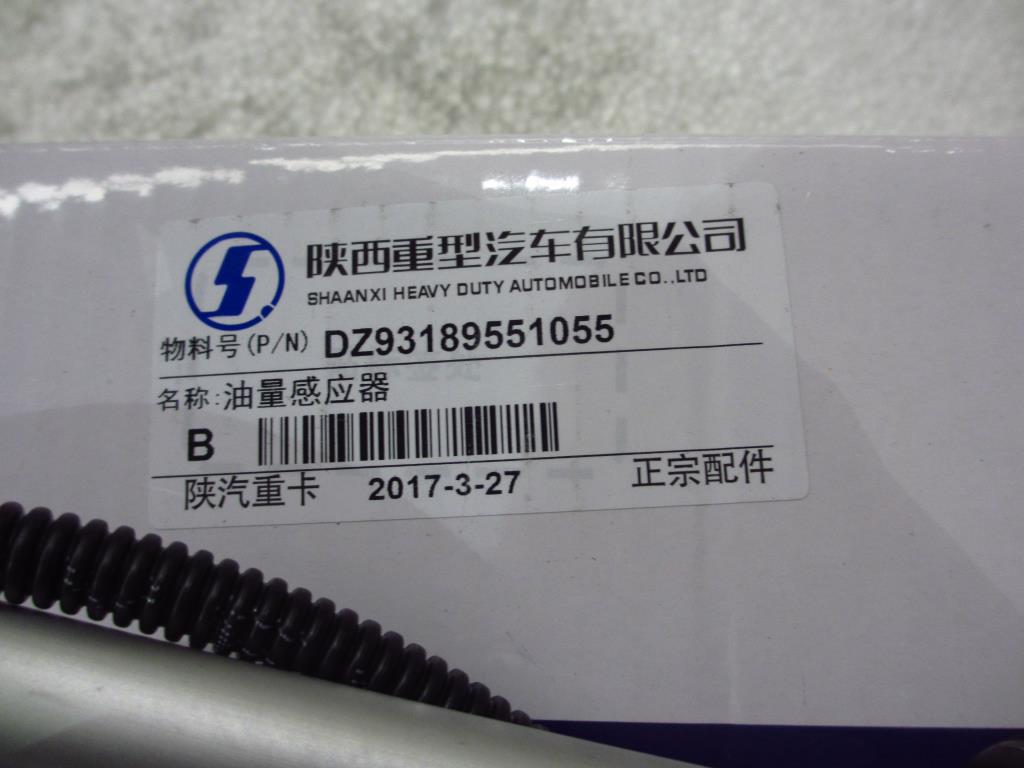 陕西重型汽车有限公司
SHAANXI HEAVY DUTY AUTOMOBILE CO.,LTD
物料号(P/N) DZ93189551055
名称:油量感应器
B
陕汽重卡 2017-3-27 正宗配件